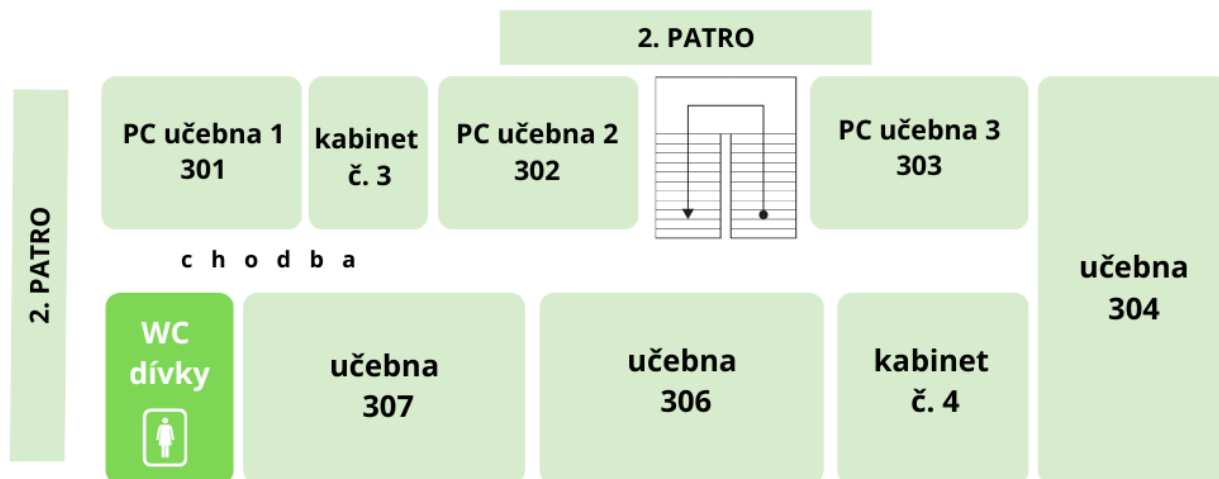 2. PATRO
2. PATRO
PC učebna 1
301
kabinet
č. 3
PC učebna 2
302
PC učebna 3
303
učebna
304
c h o d b a
WC
dívky
učebna
307
učebna
306
kabinet
č. 4